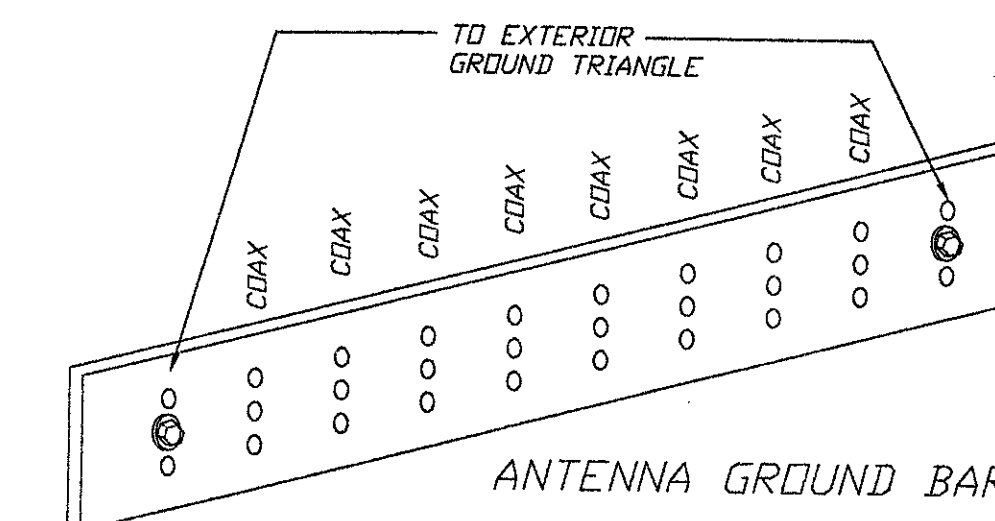 TO EXTERIOR
GROUND TRIANGLE
COAX
COAX
COAX
COAX
COAX
COAX
COAX
COAX
ANTENNA GROUND BAR